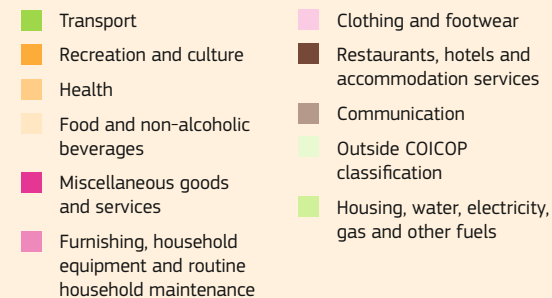 Transport
Recreation and culture
Health
Food and non-alcoholic
beverages
Miscellaneous goods
and services
Furnishing, household
equipment and routine
household maintenance
Clothing and footwear
Restaurants, hotels and
accommodation services
Communication
Outside COICOP
classification
Housing, water, electricity,
gas and other fuels